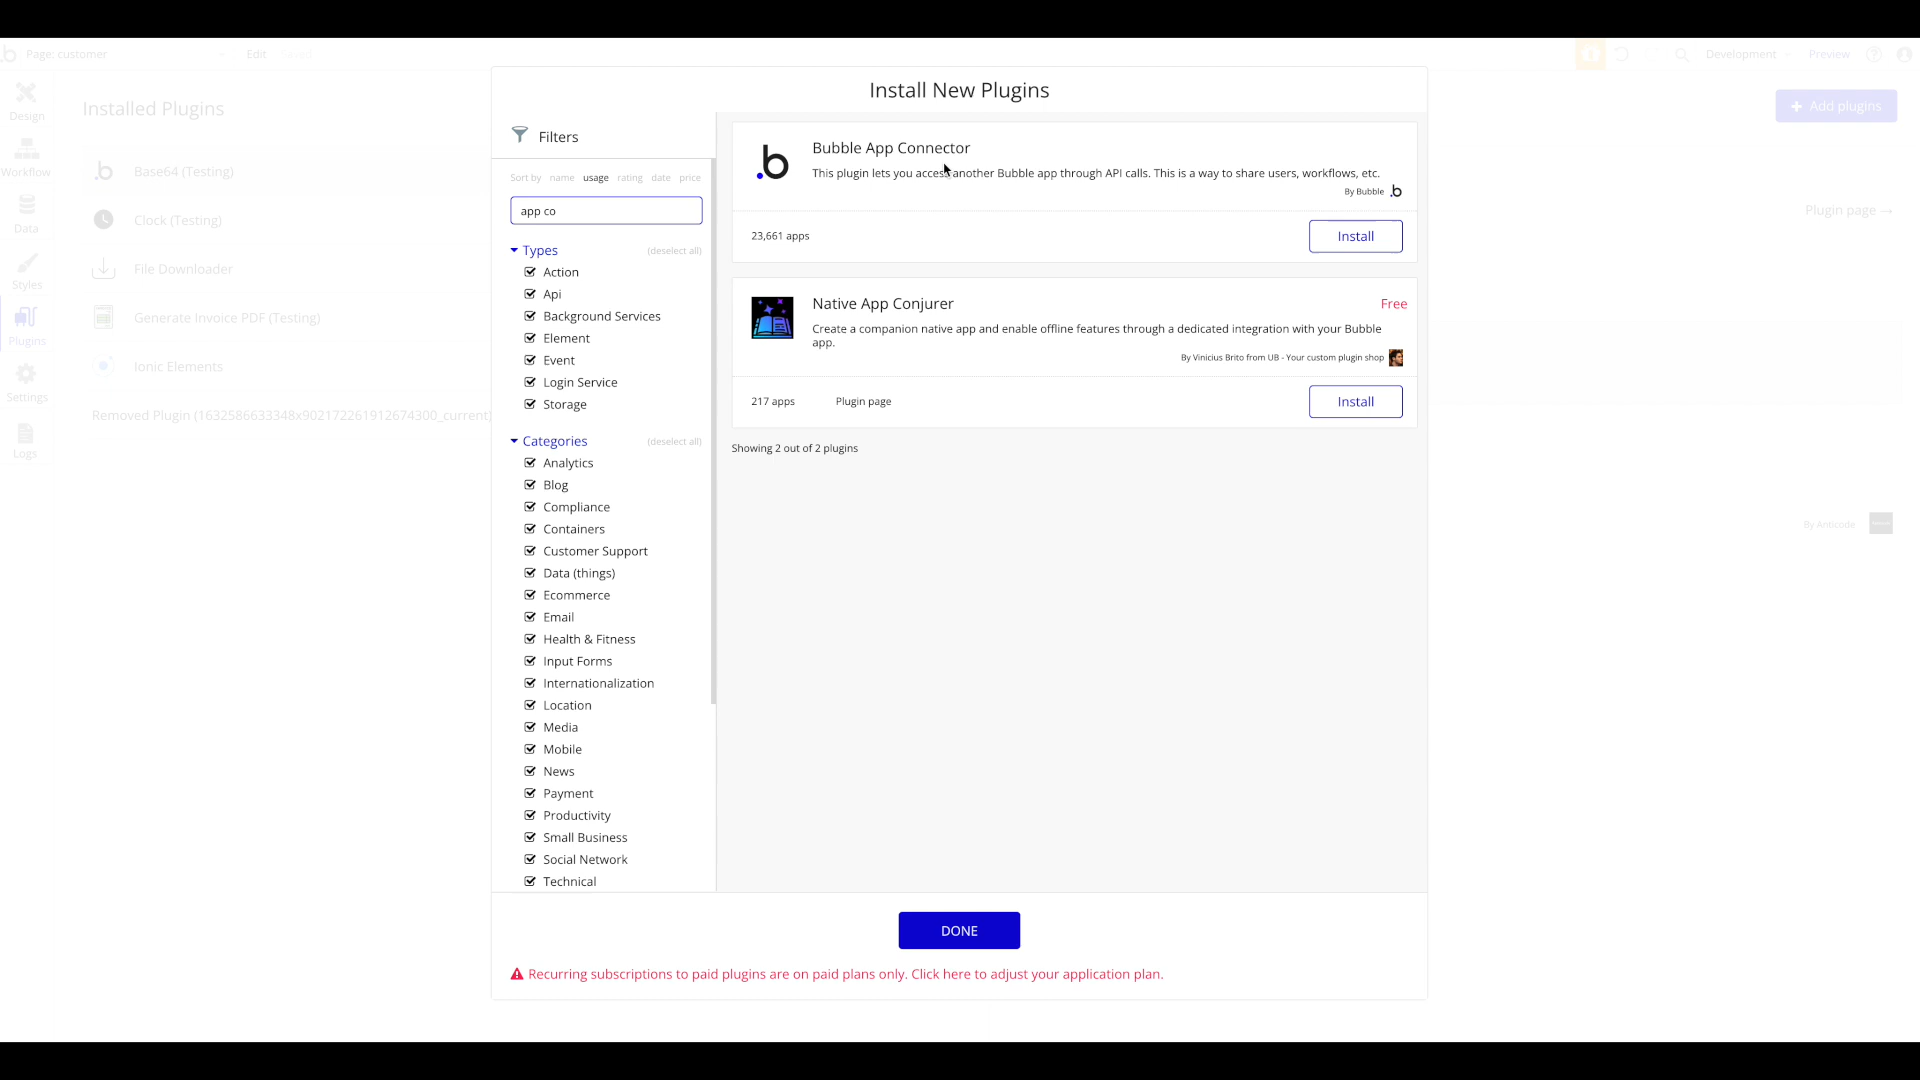 Page: customer
Edit
Saved
Development
Preview
Design
Workflow
Data
Styles
Plugins
Settings
Logs
Installed Plugins
Base64 (Testing)
Clock (Testing)
File Downloader
Generate Invoice PDF (Testing)
Ionic Elements
Removed Plugin (1632586633348x902172261912674300_current)
Install New Plugins
Filters
Sort by name usage rating date price
app co
Types (deselect all)
Action
Api
Background Services
Element
Event
Login Service
Storage
Categories (deselect all)
Analytics
Blog
Compliance
Containers
Customer Support
Data (things)
Ecommerce
Email
Health & Fitness
Input Forms
Internationalization
Location
Media
Mobile
News
Payment
Productivity
Small Business
Social Network
Technical
Bubble App Connector
This plugin lets you access another Bubble app through API calls. This is a way to share users, workflows, etc.
By Bubble
23,661 apps
Install
Native App Conjurer
Free
Create a companion native app and enable offline features through a dedicated integration with your Bubble
app.
By Vinicius Brito from UB - Your custom plugin shop
217 apps Plugin page
Install
Showing 2 out of 2 plugins
DONE
Recurring subscriptions to paid plugins are on paid plans only. Click here to adjust your application plan.
+ Add plugins
Plugin page →
By Anticode